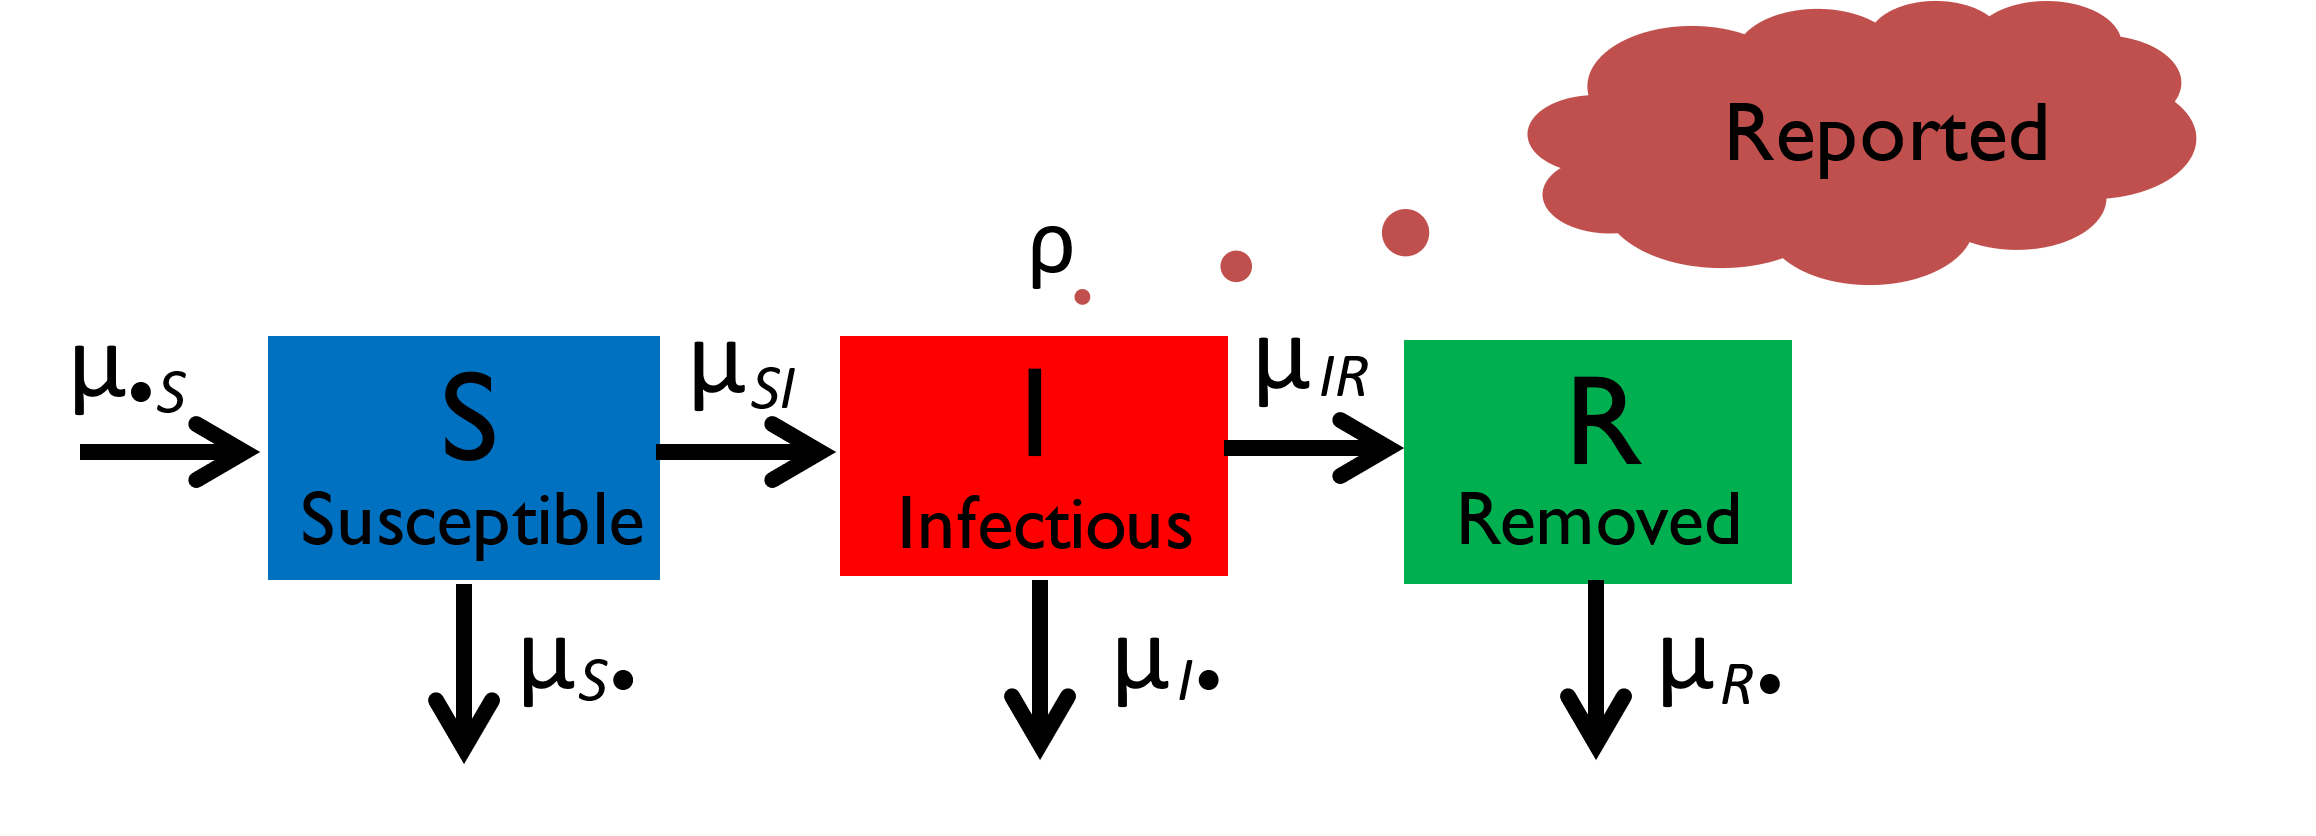 Reported
ρ
μ•S
S
Susceptible
μSI
I
Infectious
μIR
R
Removed
μS•
μI•
μR•